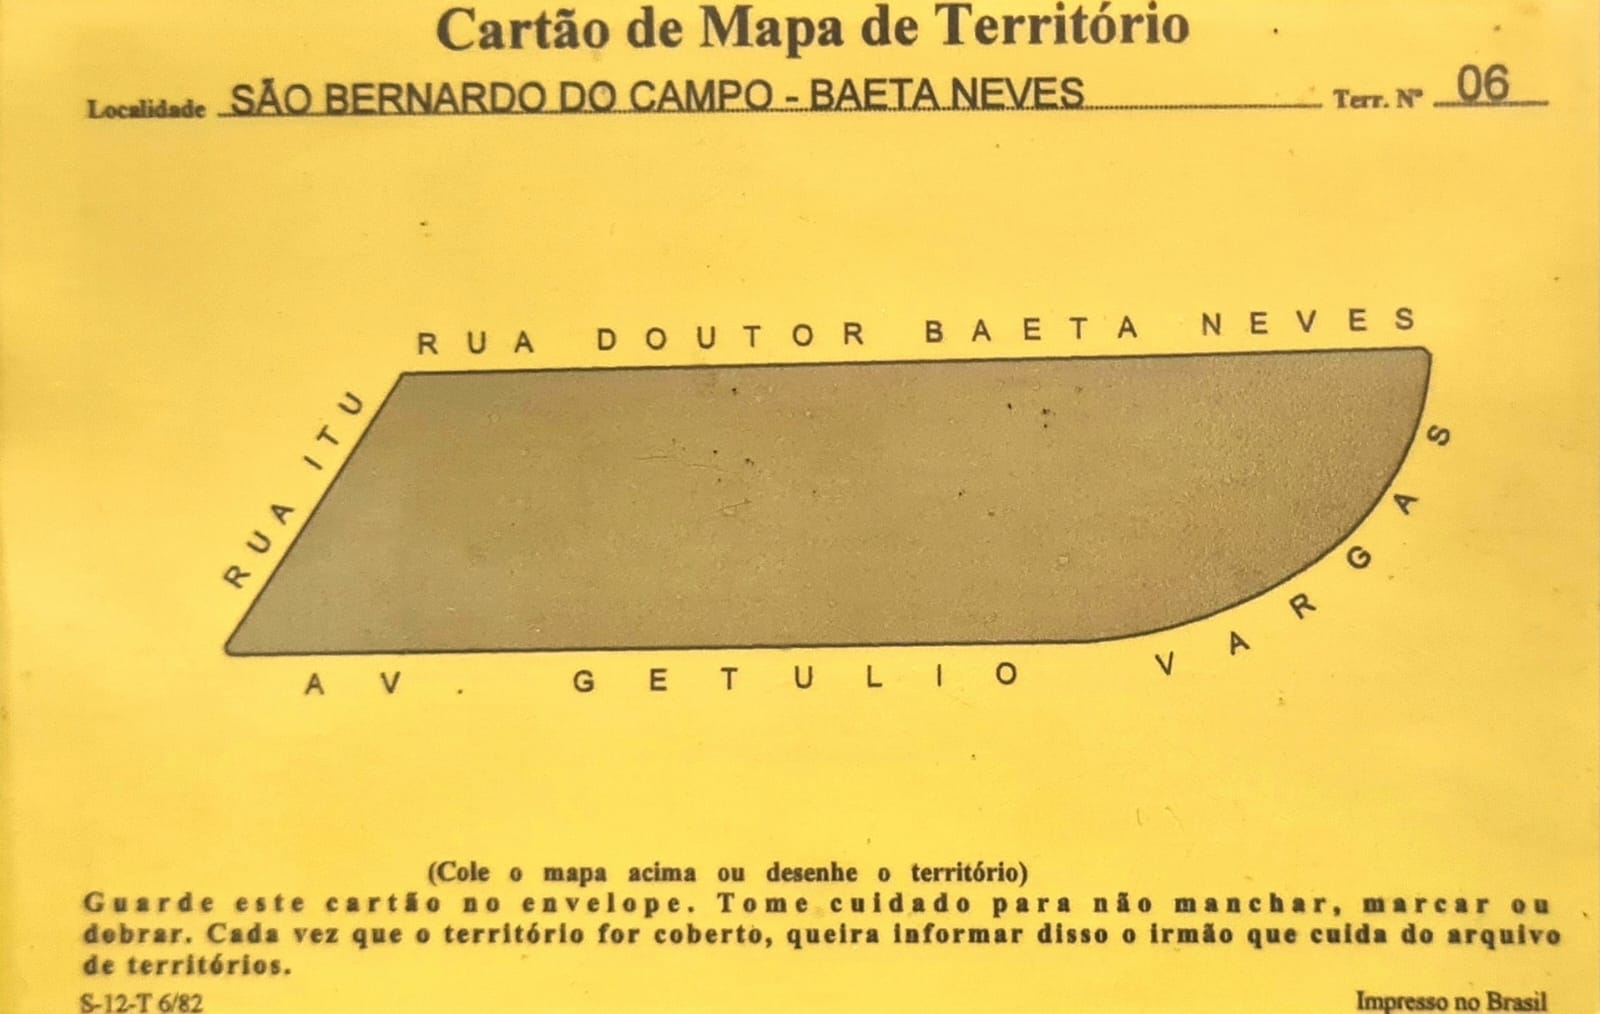 Cartão de Mapa de Território
Localidade SÃO BERNARDO DO CAMPO - BAETA NEVES Terr. Nº 06
RUA DOUTOR BAETA NEVES
RUA ITU
AV. GETULIO VARGAS
(Cole o mapa acima ou desenhe o território)
Guarde este cartão no envelope. Tome cuidado para não manchar, marcar ou
dobrar. Cada vez que o território for coberto, queira informar disso o irmão que cuida do arquivo
de territórios.
S-12-T 6/82 Impresso no Brasil